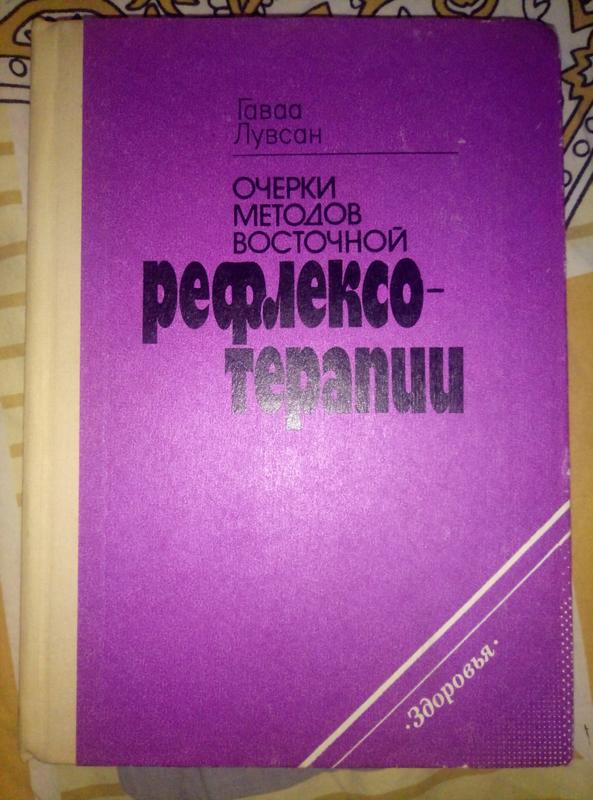 Гаваа
Лувсан
ОЧЕРКИ
МЕТОДОВ
ВОСТОЧНОЙ
рефлексо-
терапии
·Здоровья·